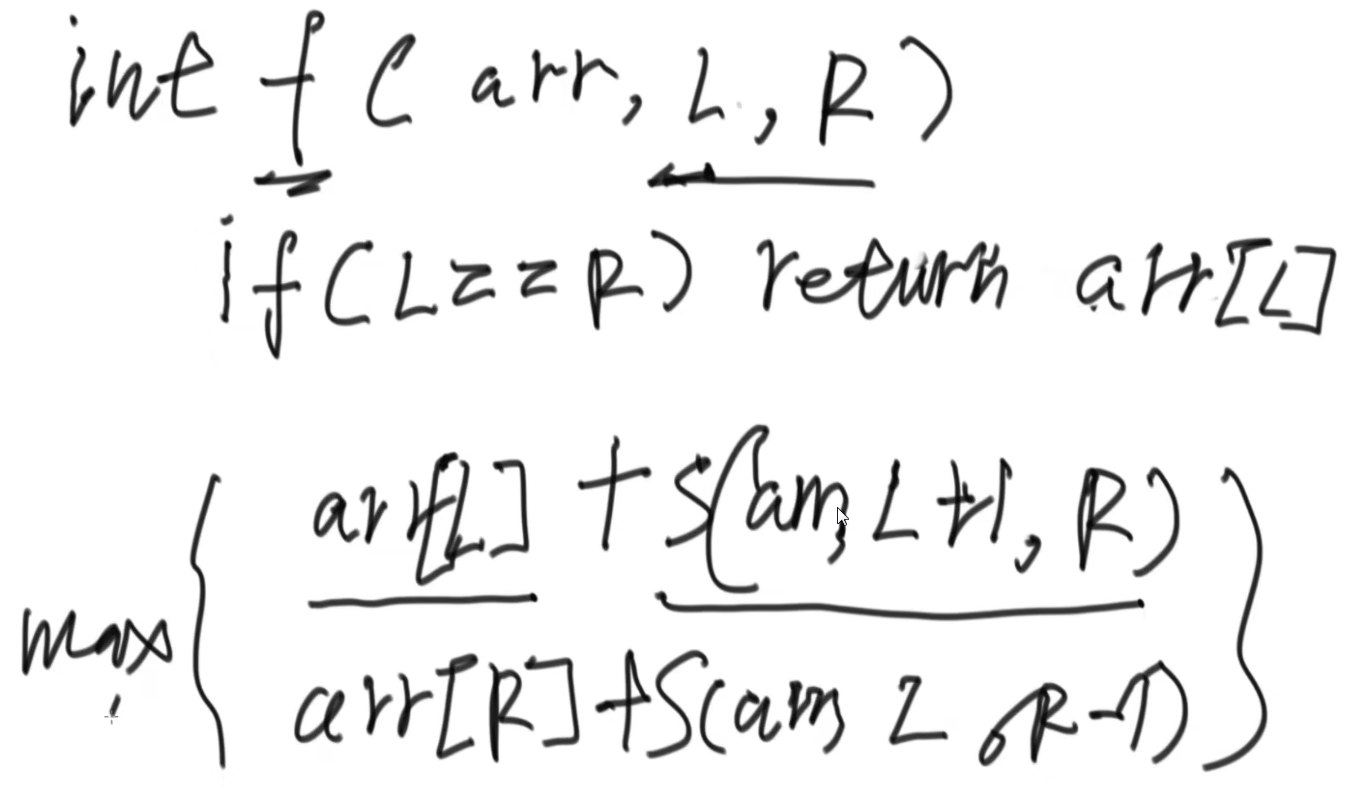 int f ( arr, L, R )
if ( L == R ) return arr[L]
arr[L] + S(arr, L+1, R)
max {
arr[R] + S(arr, L, R-1) }